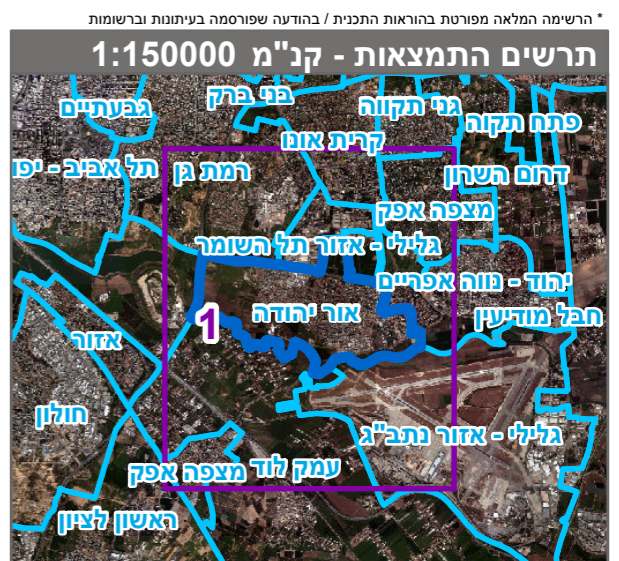 * הרשימה המלאה מפורטת בהוראות התכנית / בהודעה שפורסמה בעיתונות וברשומות
תרשים התמצאות - קנ"מ 1:150000
גבעתיים
בני ברק
גני תקווה
פתח תקוה
קרית אונו
תל אביב - יפו
רמת גן
דרום השרון
מצפה אפק
גלילי - אזור תל השומר
יהוד - נווה אפריים
אור יהודה
חבל מודיעין
1
אזור
חולון
גלילי - אזור נתב"ג
עמק לוד
מצפה אפק
ראשון לציון